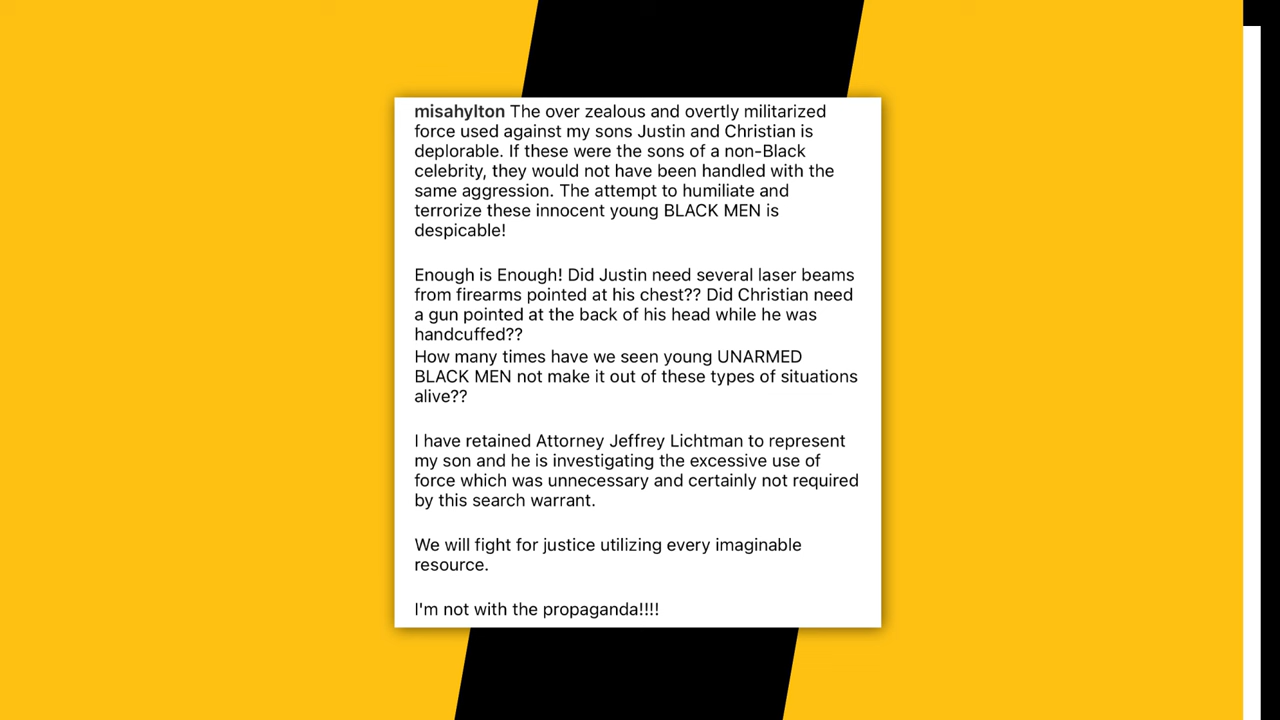 misahylton The over zealous and overtly militarized
force used against my sons Justin and Christian is
deplorable. If these were the sons of a non-Black
celebrity, they would not have been handled with the
same aggression. The attempt to humiliate and
terrorize these innocent young BLACK MEN is
despicable!
Enough is Enough! Did Justin need several laser beams
from firearms pointed at his chest?? Did Christian need
a gun pointed at the back of his head while he was
handcuffed??
How many times have we seen young UNARMED
BLACK MEN not make it out of these types of situations
alive??
I have retained Attorney Jeffrey Lichtman to represent
my son and he is investigating the excessive use of
force which was unnecessary and certainly not required
by this search warrant.
We will fight for justice utilizing every imaginable
resource.
I'm not with the propaganda!!!!